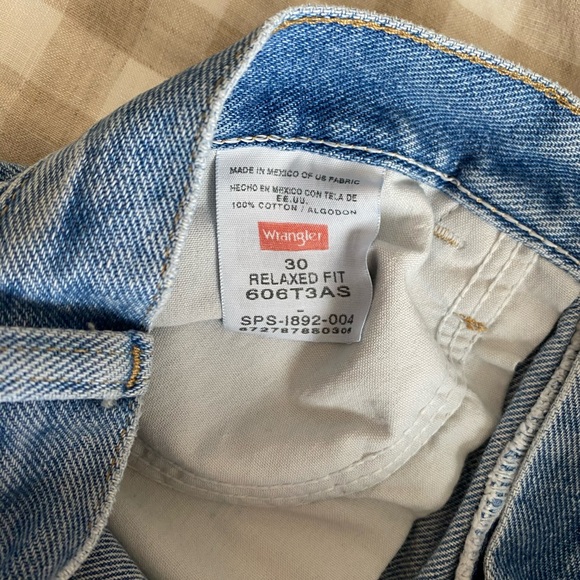 MADE IN MEXICO OF US FABRIC
HECHO EN MEXICO CON TELA DE
EE.UU.
100% COTTON / ALGODON
Wrangler
30
RELAXED FIT
606T3AS
-
SPS-1892-004